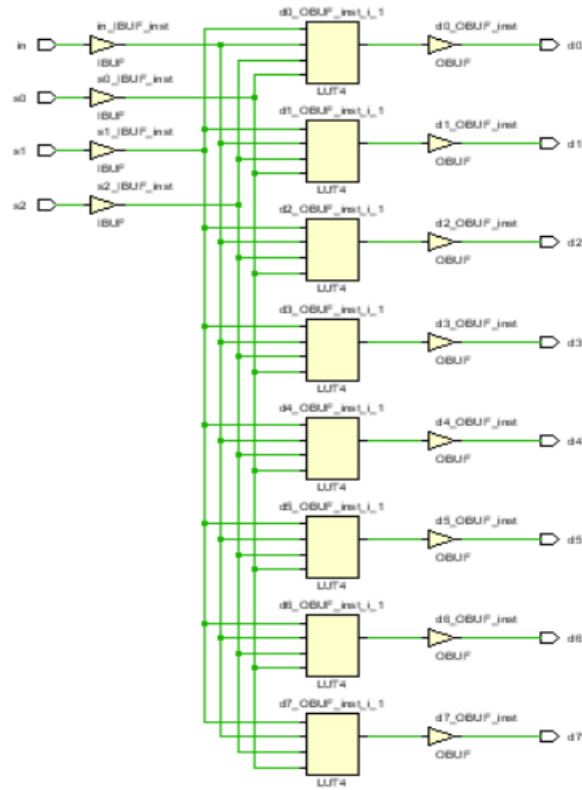 d0_OBUF_inst_i_1
in_IBUF_inst
d0_OBUF_inst
in
d0
IBUF
OBUF
s0_IBUF_inst
LUT4
s0
d1_OBUF_inst_i_1
IBUF
s1_IBUF_inst
d1_OBUF_inst
s1
d1
IBUF
OBUF
s2_IBUF_inst
LUT4
s2
d2_OBUF_inst_i_1
IBUF
d2_OBUF_inst
d2
OBUF
LUT4
d3_OBUF_inst_i_1
d3_OBUF_inst
d3
OBUF
LUT4
d4_OBUF_inst_i_1
d4_OBUF_inst
d4
OBUF
LUT4
d5_OBUF_inst_i_1
d5_OBUF_inst
d5
OBUF
LUT4
d6_OBUF_inst_i_1
d6_OBUF_inst
d6
OBUF
LUT4
d7_OBUF_inst_i_1
d7_OBUF_inst
d7
OBUF
LUT4